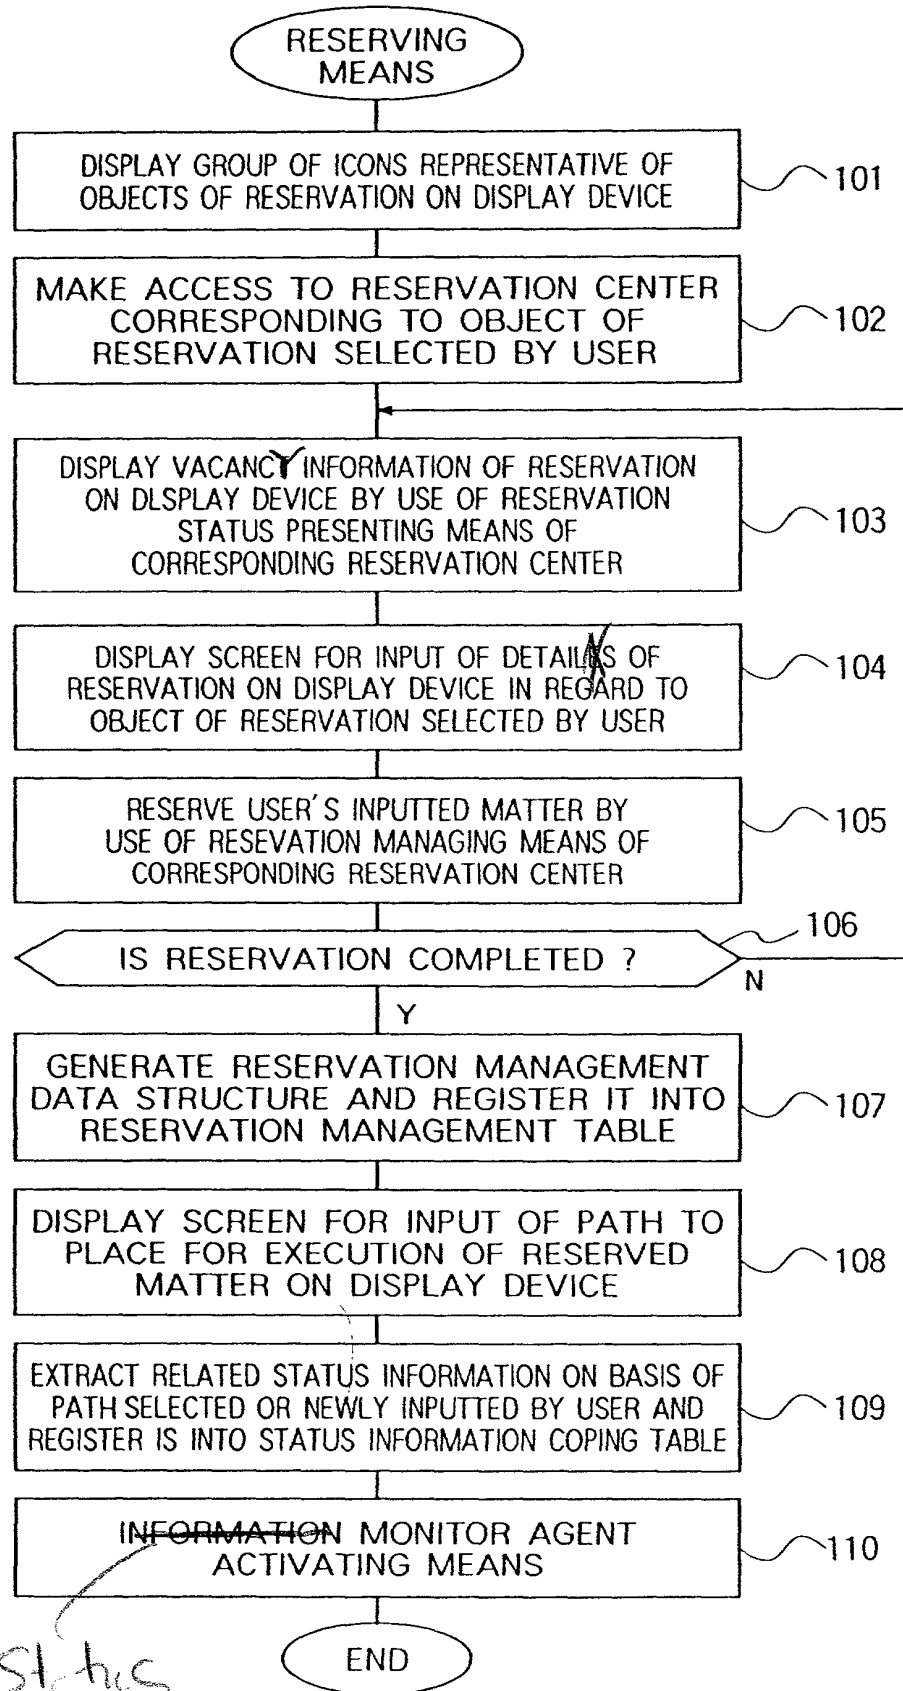 RESERVING
MEANS
DISPLAY GROUP OF ICONS REPRESENTATIVE OF
OBJECTS OF RESERVATION ON DISPLAY DEVICE
101
MAKE ACCESS TO RESERVATION CENTER
CORRESPONDING TO OBJECT OF
RESERVATION SELECTED BY USER
102
DISPLAY VACANCY INFORMATION OF RESERVATION
ON DLSPLAY DEVICE BY USE OF RESERVATION
STATUS PRESENTING MEANS OF
CORRESPONDING RESERVATION CENTER
103
DISPLAY SCREEN FOR INPUT OF DETAILS OF
RESERVATION ON DISPLAY DEVICE IN REGARD TO
OBJECT OF RESERVATION SELECTED BY USER
104
RESERVE USER'S INPUTTED MATTER BY
USE OF RESEVATION MANAGING MEANS OF
CORRESPONDING RESERVATION CENTER
105
IS RESERVATION COMPLETED ?
106
N
Y
GENERATE RESERVATION MANAGEMENT
DATA STRUCTURE AND REGISTER IT INTO
RESERVATION MANAGEMENT TABLE
107
DISPLAY SCREEN FOR INPUT OF PATH TO
PLACE FOR EXECUTION OF RESERVED
MATTER ON DISPLAY DEVICE
108
EXTRACT RELATED STATUS INFORMATION ON BASIS OF
PATH SELECTED OR NEWLY INPUTTED BY USER AND
REGISTER IS INTO STATUS INFORMATION COPING TABLE
109
INFORMATION MONITOR AGENT
ACTIVATING MEANS
110
Status
END